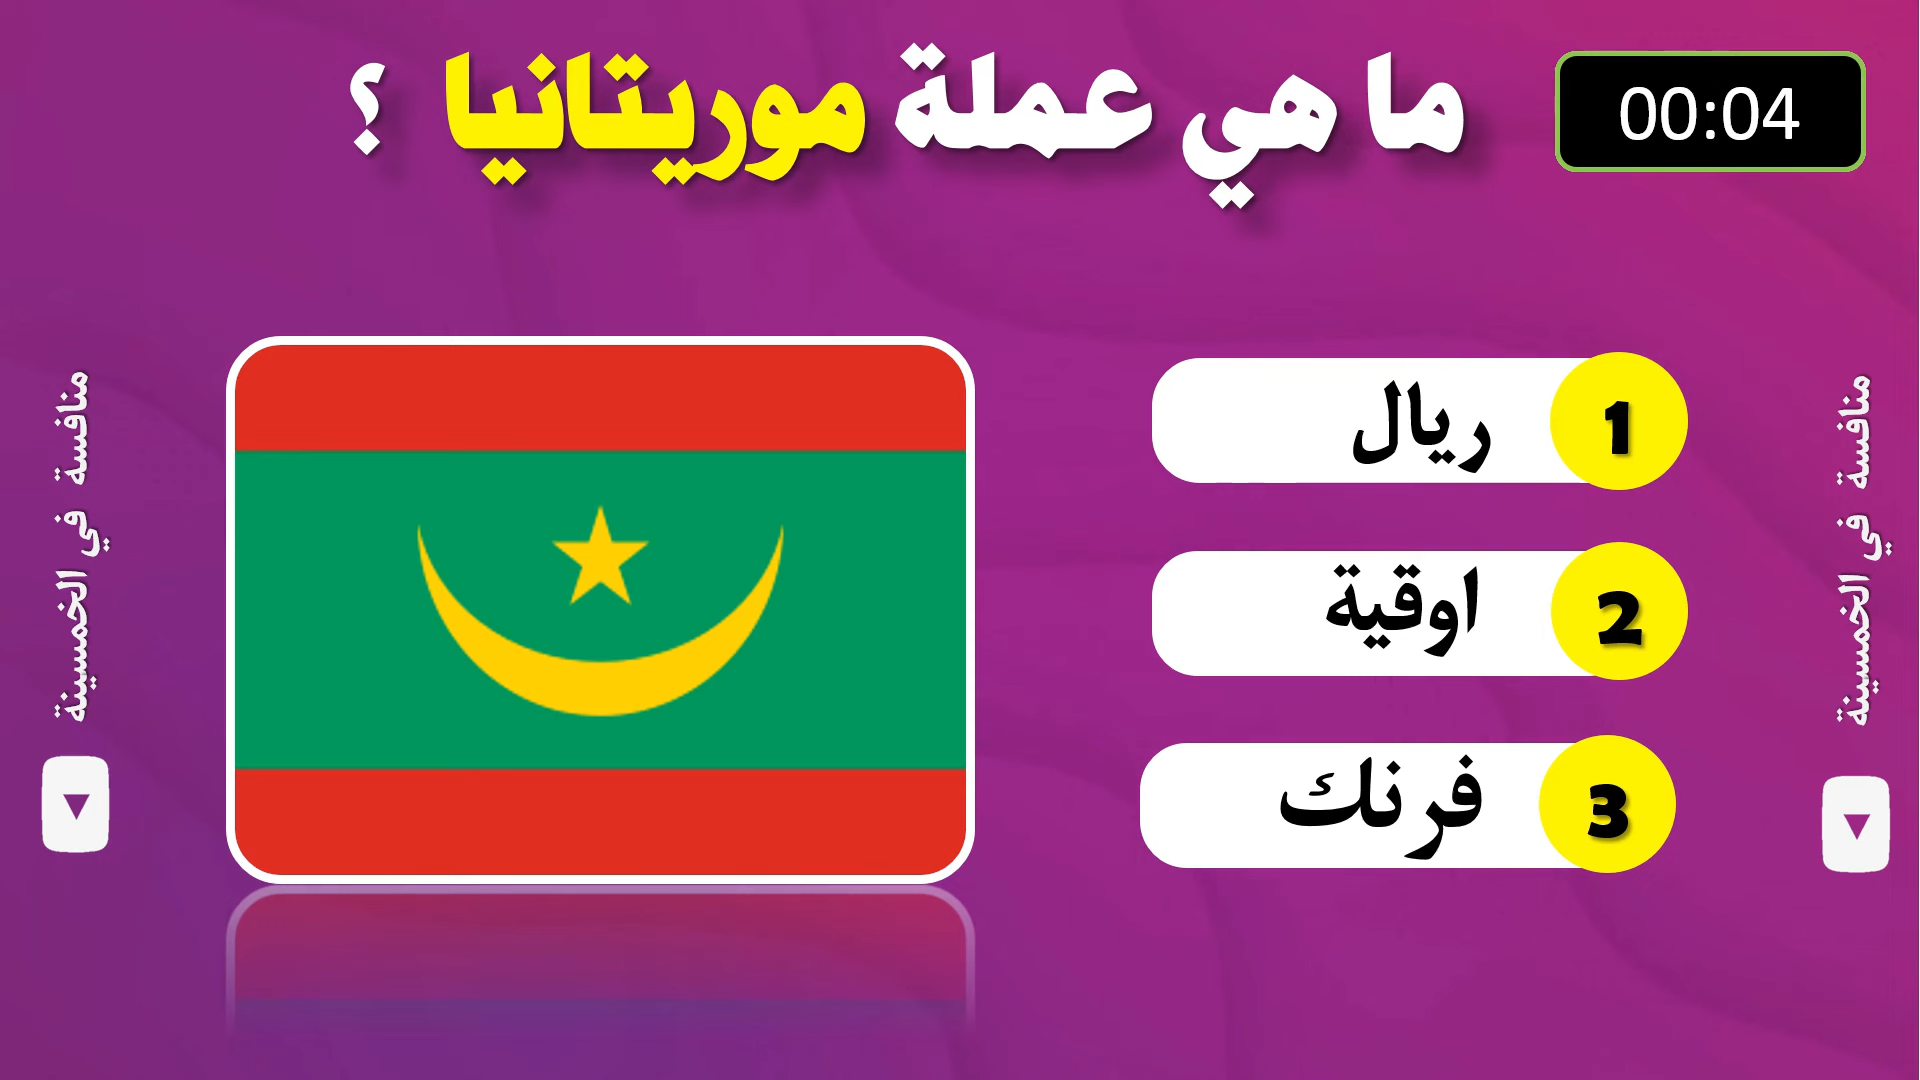 ما هي عملة موريتانيا ؟
00:04
1 ريال
2 اوقية
3 فرنك
منافسة في الخمسينة
منافسة في الخمسينة